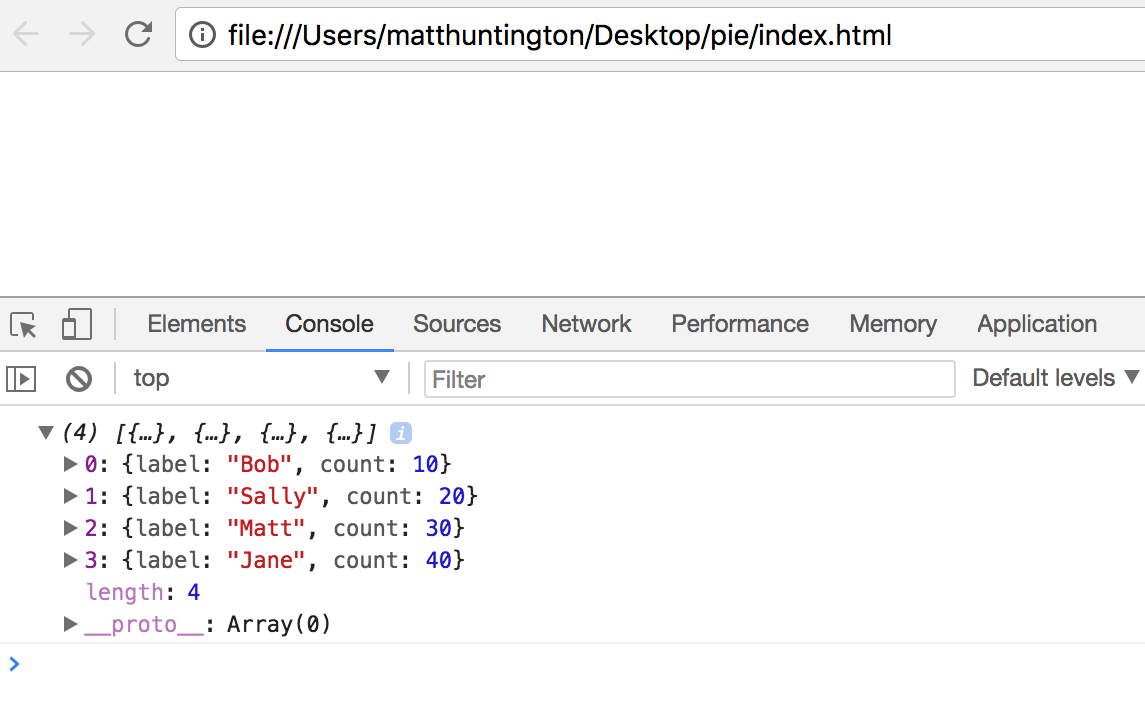 file:///Users/matthuntington/Desktop/pie/index.html
Elements Console Sources Network Performance Memory Application
top Filter Default levels
(4) [{…}, {…}, {…}, {…}] i
0: {label: "Bob", count: 10}
1: {label: "Sally", count: 20}
2: {label: "Matt", count: 30}
3: {label: "Jane", count: 40}
length: 4
__proto__: Array(0)